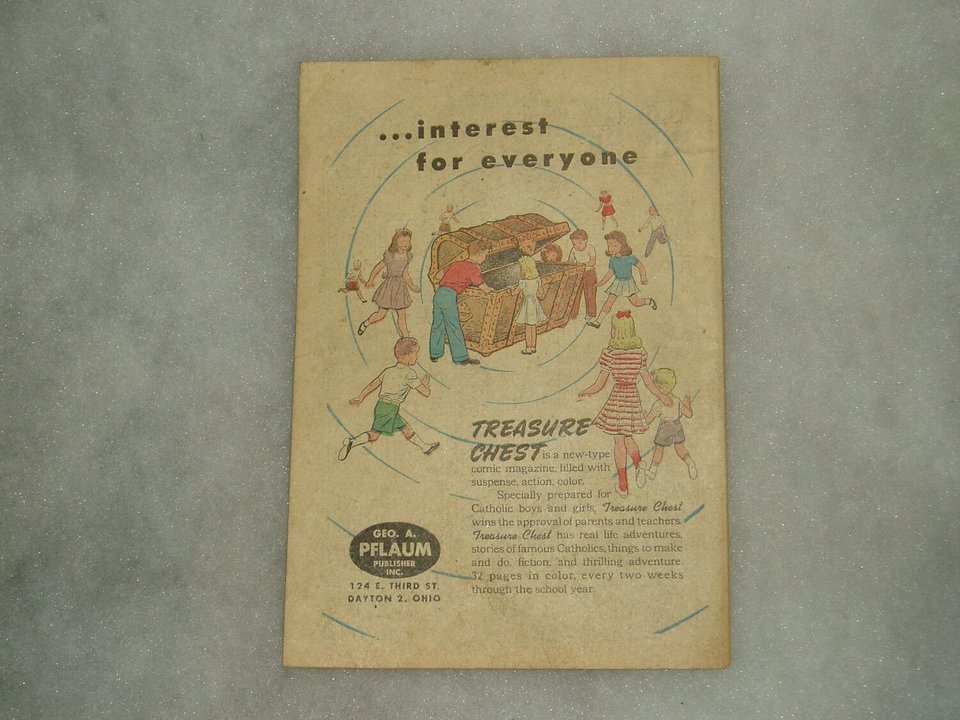 ...interest
for everyone
TREASURE
CHEST is a new-type
comic magazine, filled with
suspense, action, color.
Specially prepared for
Catholic boys and girls, Treasure Chest
wins the approval of parents and teachers.
Treasure Chest has real life adventures,
stories of famous Catholics, things to make
and do, fiction, and thrilling adventure.
32 pages in color, every two weeks
through the school year.
GEO. A.
PFLAUM
PUBLISHER
INC.
124 E. THIRD ST.
DAYTON 2, OHIO